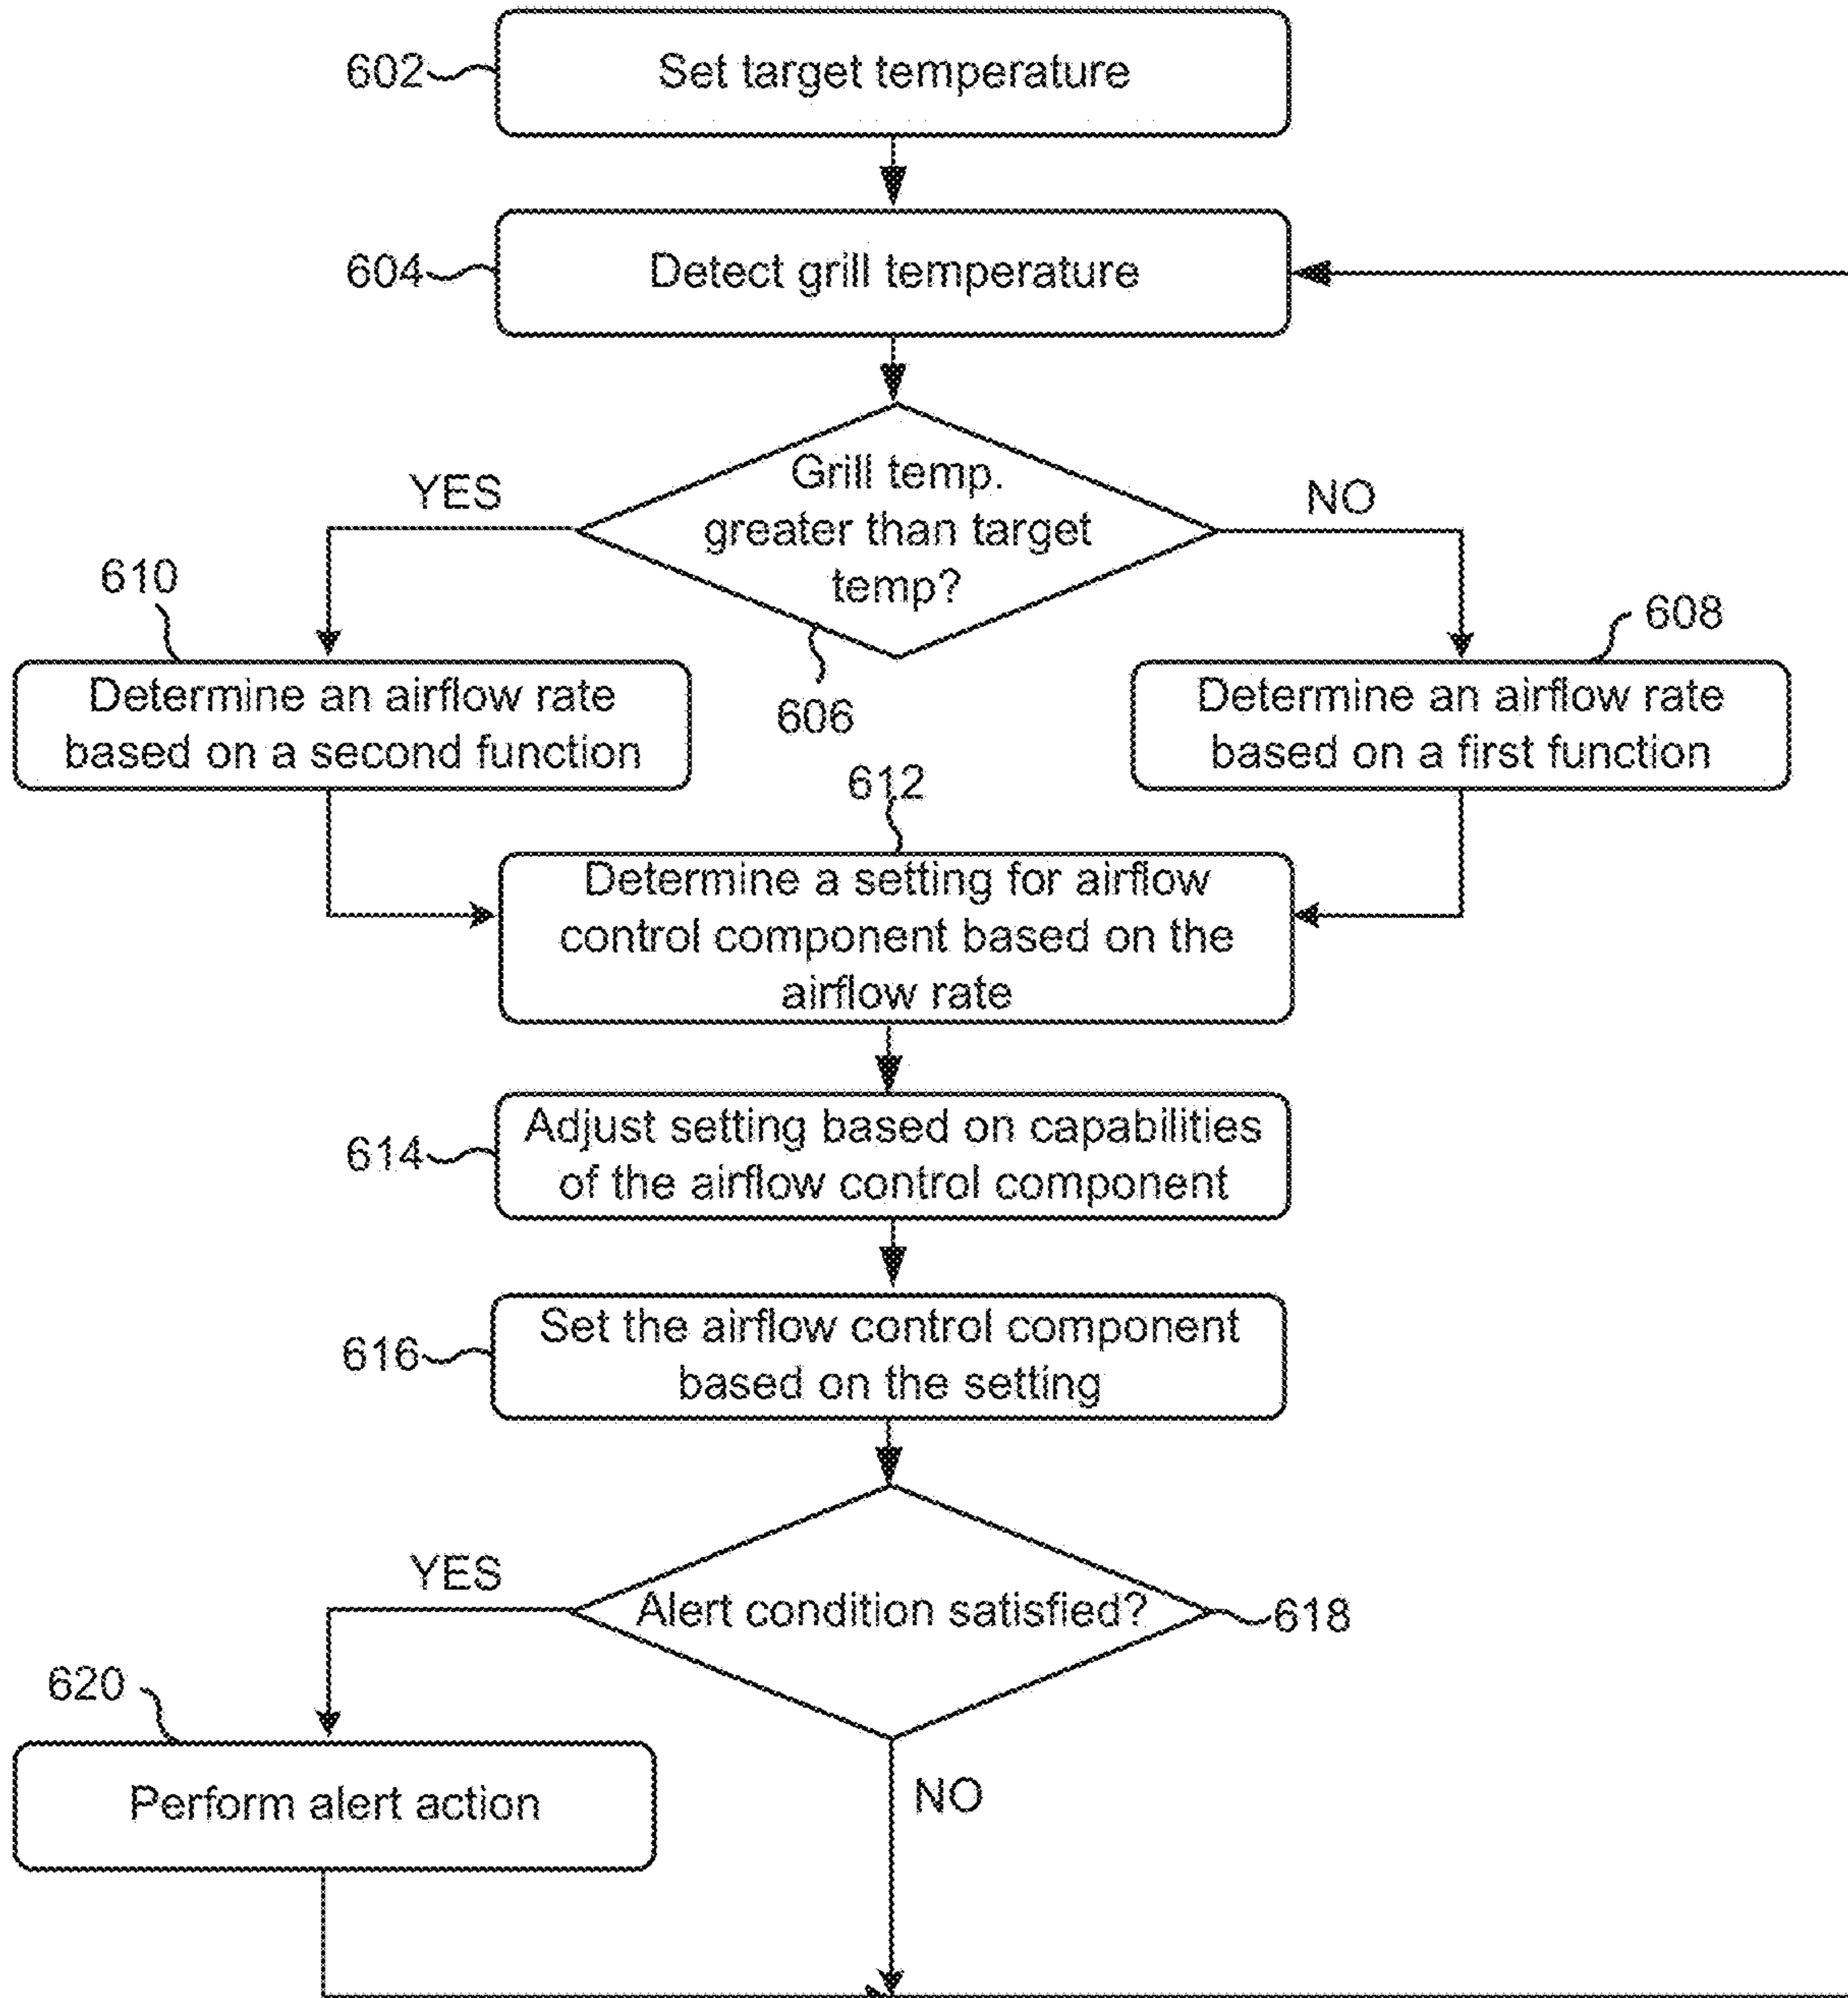 602
Set target temperature
604
Detect grill temperature
YES
Grill temp.
greater than target
temp?
NO
610
606
608
Determine an airflow rate
based on a second function
Determine an airflow rate
based on a first function
612
Determine a setting for airflow
control component based on the
airflow rate
614
Adjust setting based on capabilities
of the airflow control component
616
Set the airflow control component
based on the setting
YES
Alert condition satisfied?
618
620
Perform alert action
NO